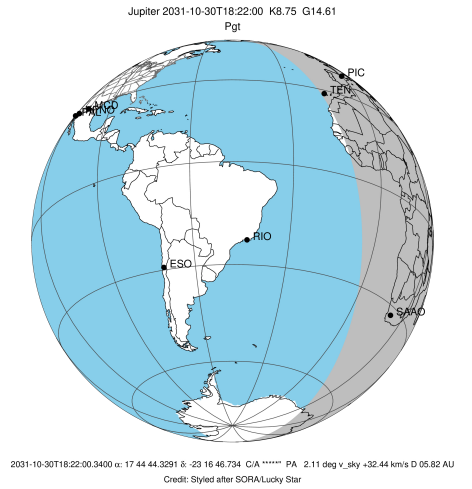 Jupiter 2031-10-30T18:22:00 K8.75 G14.61
Pgt
PIC
TEN
MCD
RIO
ESO
SAAO
2031-10-30T18:22:00.3400 α: 17 44 44.3291 δ: -23 16 46.734 C/A *****" PA 2.11 deg v_sky +32.44 km/s D 05.82 AU
Credit: Styled after SORA/Lucky Star